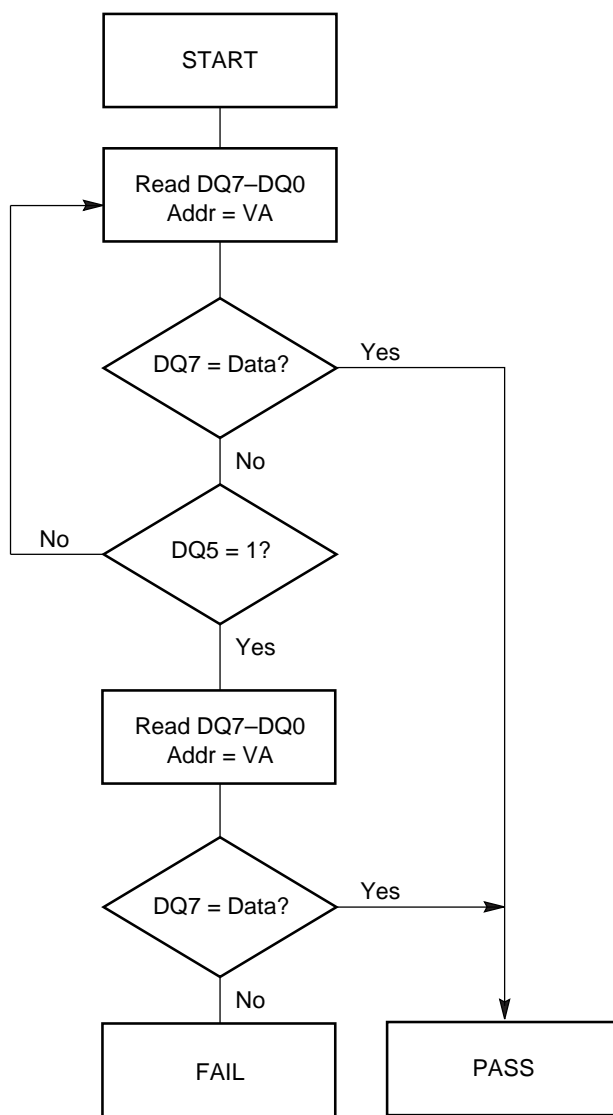 START
Read DQ7–DQ0
Addr = VA
DQ7 = Data?
Yes
No
No
DQ5 = 1?
Yes
Read DQ7–DQ0
Addr = VA
DQ7 = Data?
Yes
No
FAIL
PASS